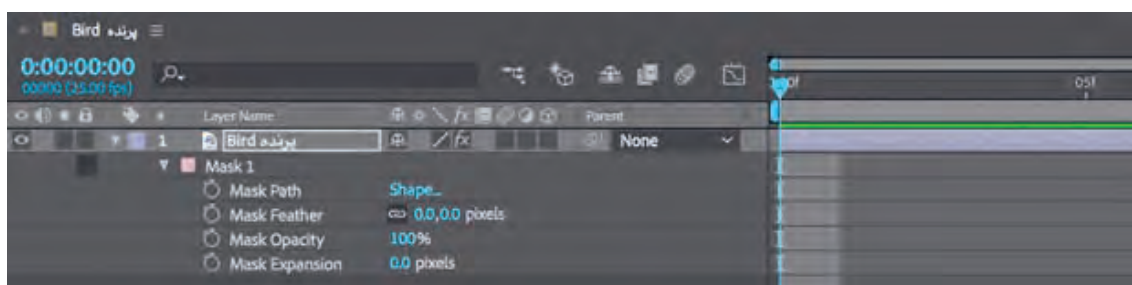 Bird پرنده
0:00:00:00
00000 (25.00 fps)
:00f 05f
# Layer Name Parent
1 Bird پرنده None
Mask 1
Mask Path Shape...
Mask Feather 0.0,0.0 pixels
Mask Opacity 100%
Mask Expansion 0.0 pixels